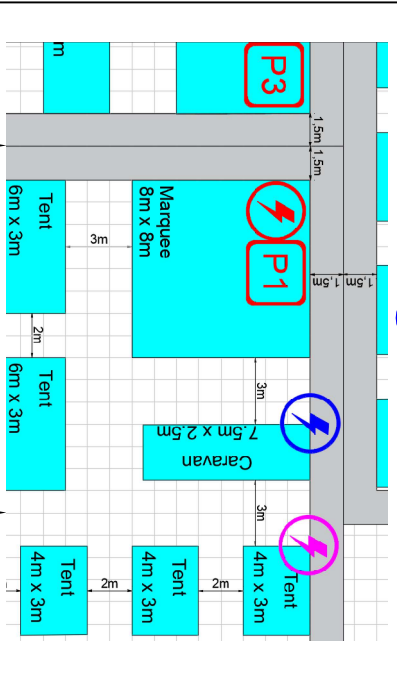 m
P3
1,5m
1,5m
Marquee
8m x 8m
P1
Tent
6m x 3m
3m
1,5m
1,5m
2m
Tent
6m x 3m
3m
Caravan
7.5m x 2.5m
3m
Tent
4m x 3m
2m
Tent
4m x 3m
2m
Tent
4m x 3m